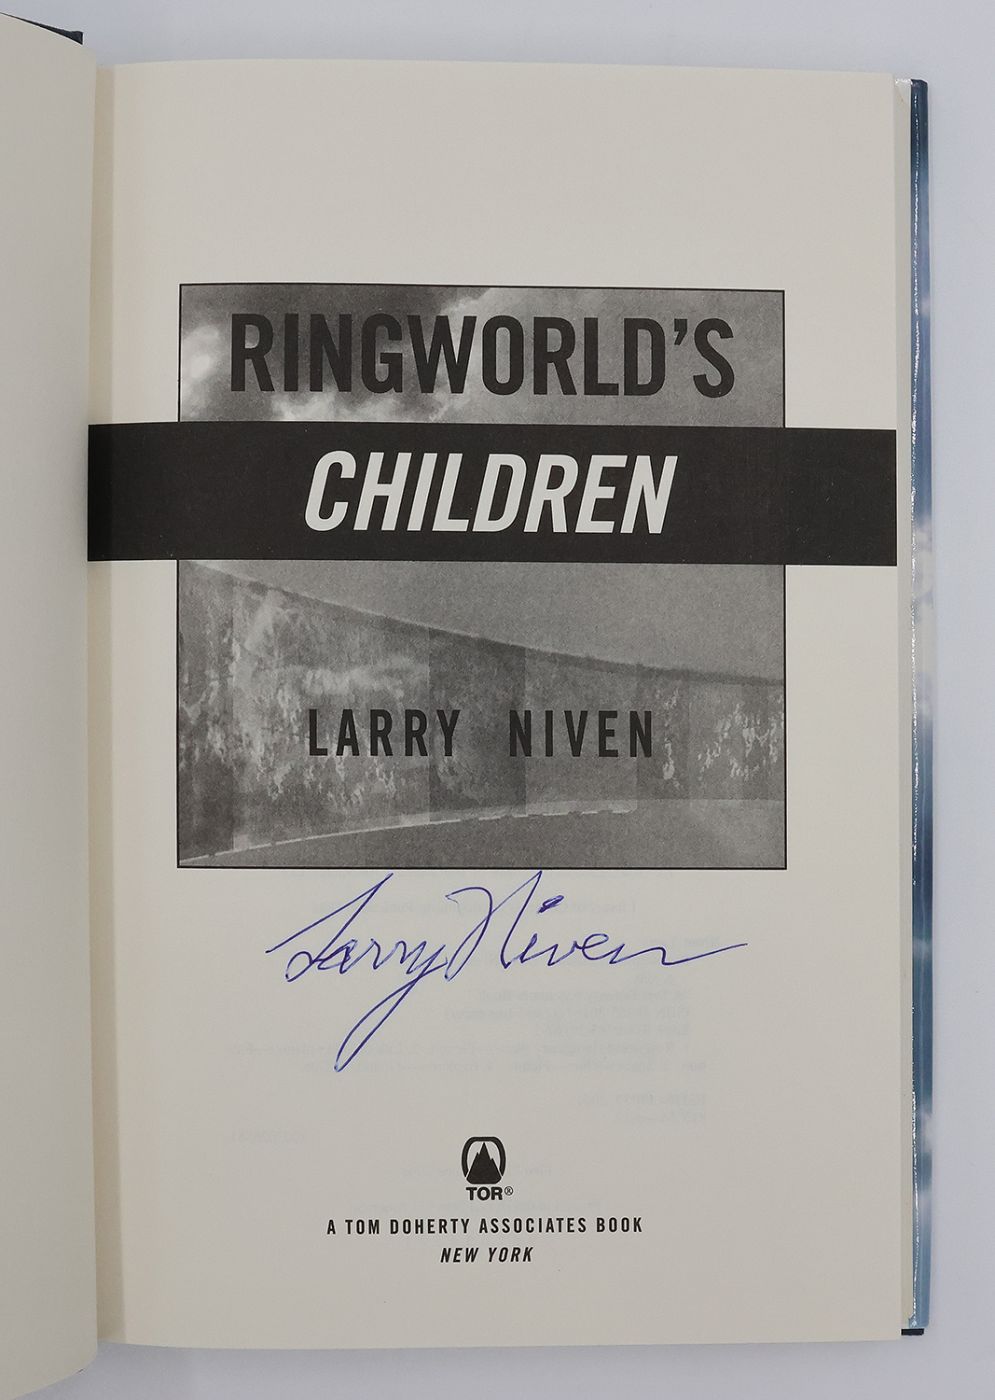 RINGWORLD'S
CHILDREN
LARRY NIVEN
Larry Niven
TOR®
A TOM DOHERTY ASSOCIATES BOOK
NEW YORK